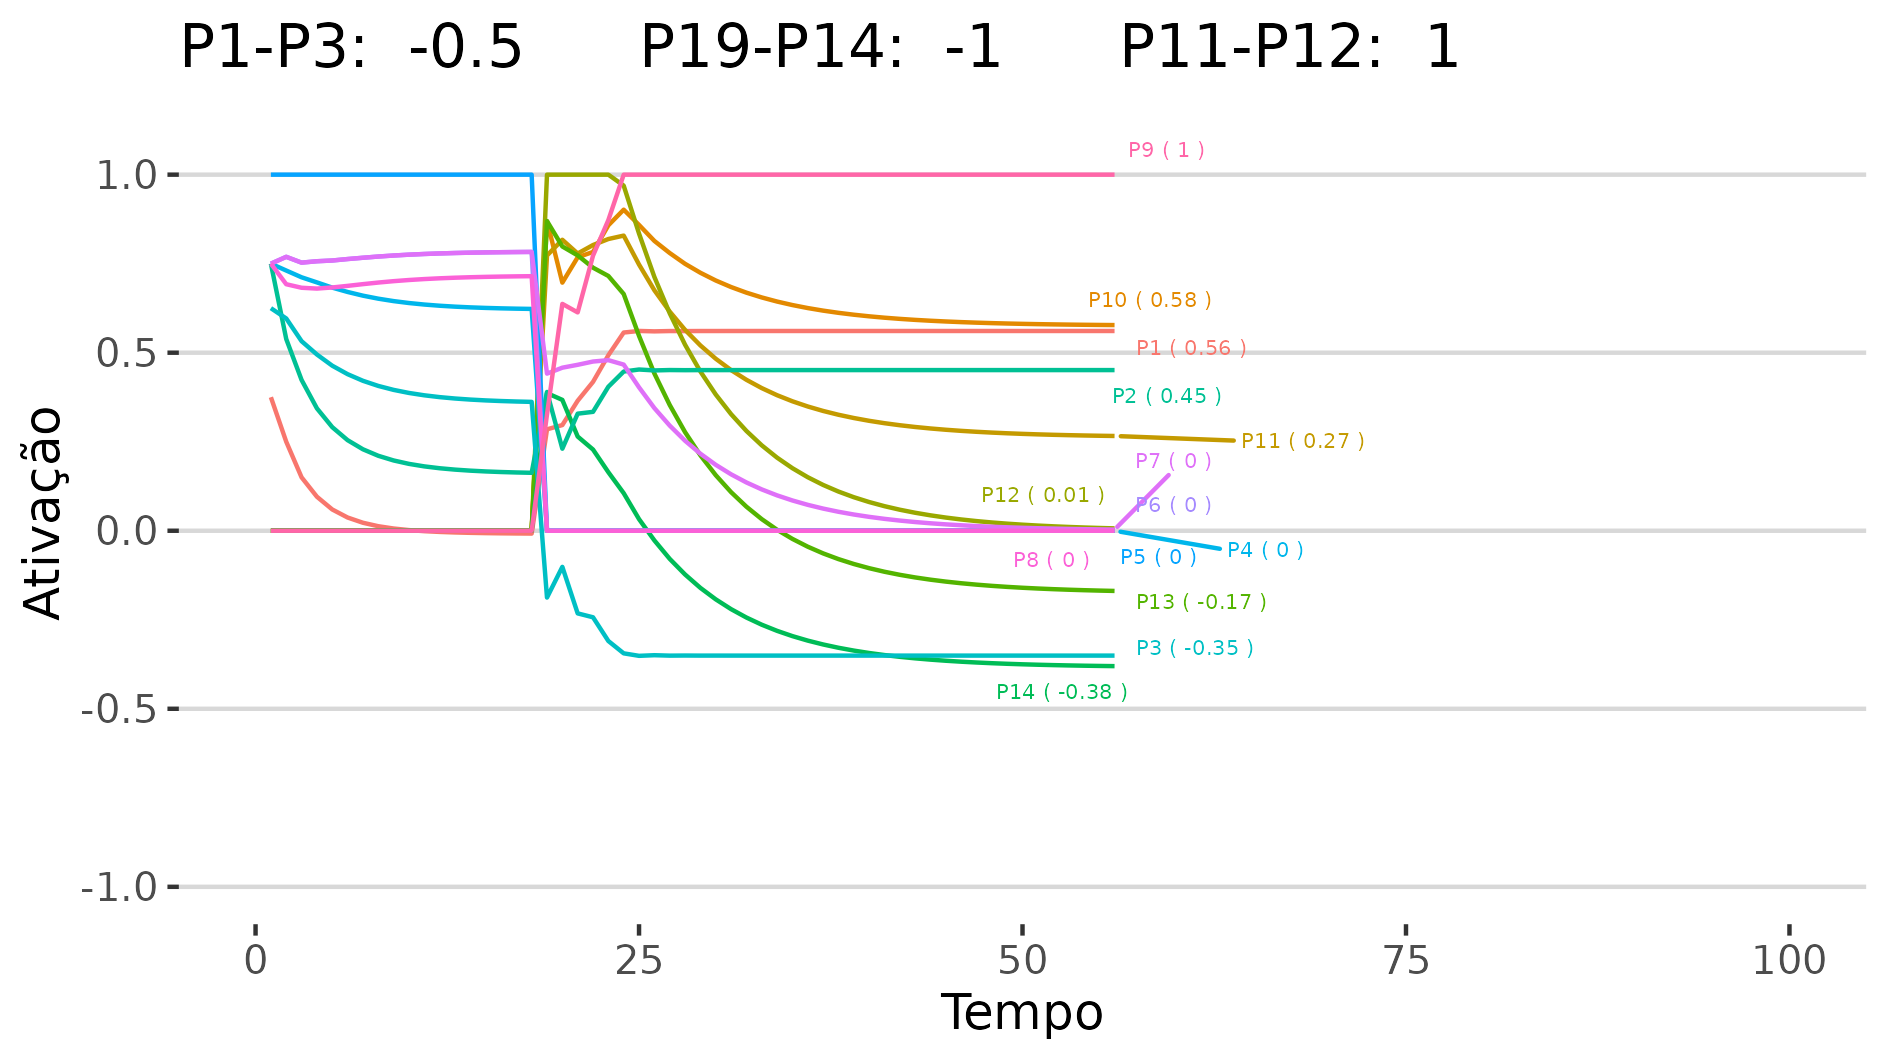 P1-P3:  -0.5      P19-P14:  -1      P11-P12:  1
P9 ( 1 )
1.0
P10 ( 0.58 )
P1 ( 0.56 )
0.5
P2 ( 0.45 )
P11 ( 0.27 )
P7 ( 0 )
P12 ( 0.01 )
P6 ( 0 )
0.0
P4 ( 0 )
P5 ( 0 )
P8 ( 0 )
P13 ( -0.17 )
P3 ( -0.35 )
P14 ( -0.38 )
-0.5
-1.0
Ativação
0 25 50 75 100
Tempo